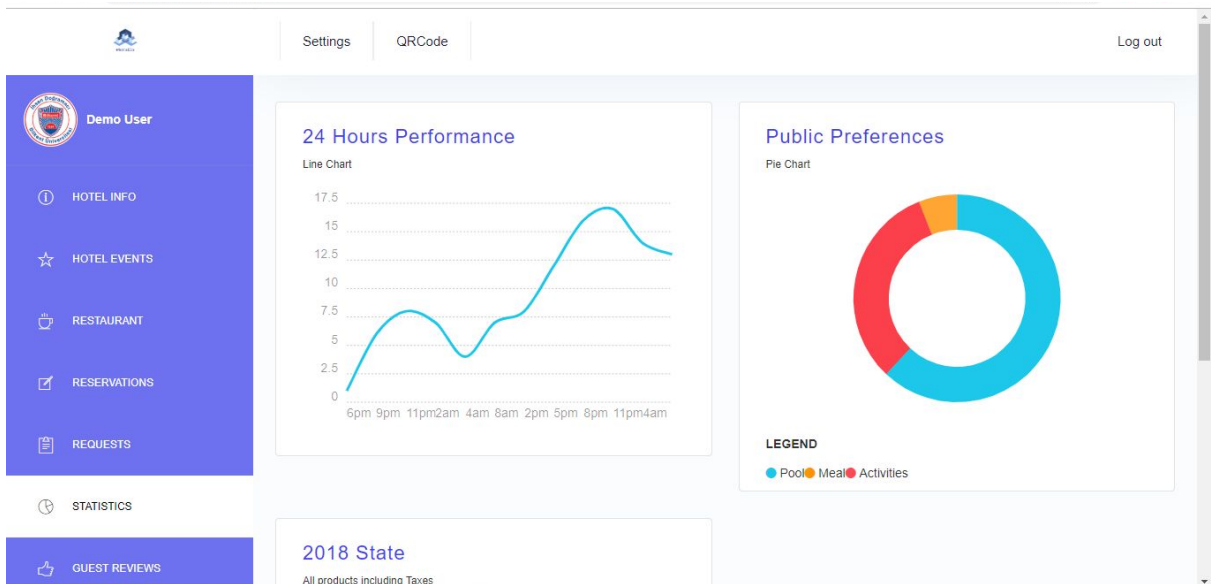 Settings QRCode Log out
Demo User
HOTEL INFO
HOTEL EVENTS
RESTAURANT
RESERVATIONS
REQUESTS
STATISTICS
GUEST REVIEWS
24 Hours Performance
Line Chart
17.5
15
12.5
10
7.5
5
2.5
0
6pm 9pm 11pm2am 4am 8am 2pm 5pm 8pm 11pm4am
Public Preferences
Pie Chart
LEGEND
Pool Meal Activities
2018 State
All products including Taxes